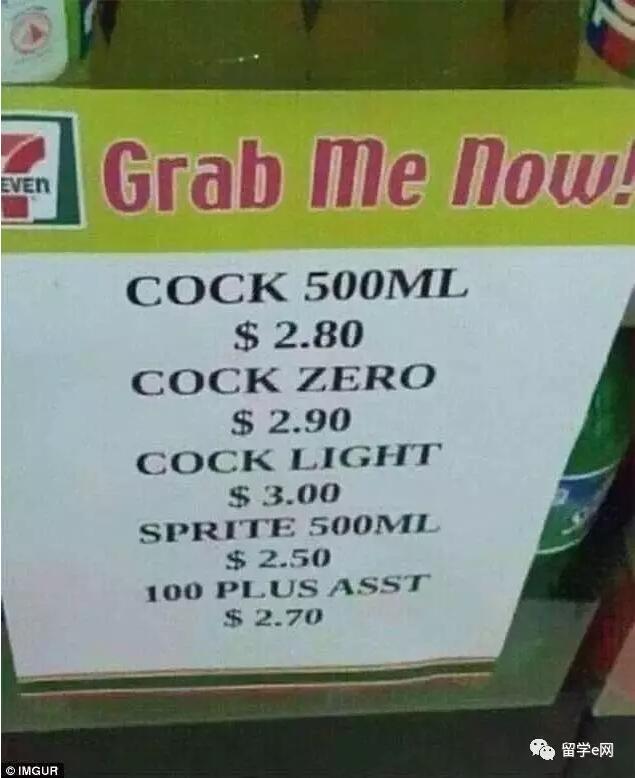 EVEn
Grab Me Now!
COCK 500ML
$ 2.80
COCK ZERO
$ 2.90
COCK LIGHT
$ 3.00
SPRITE 500ML
$ 2.50
100 PLUS ASST
$ 2.70
© IMGUR
留学e网